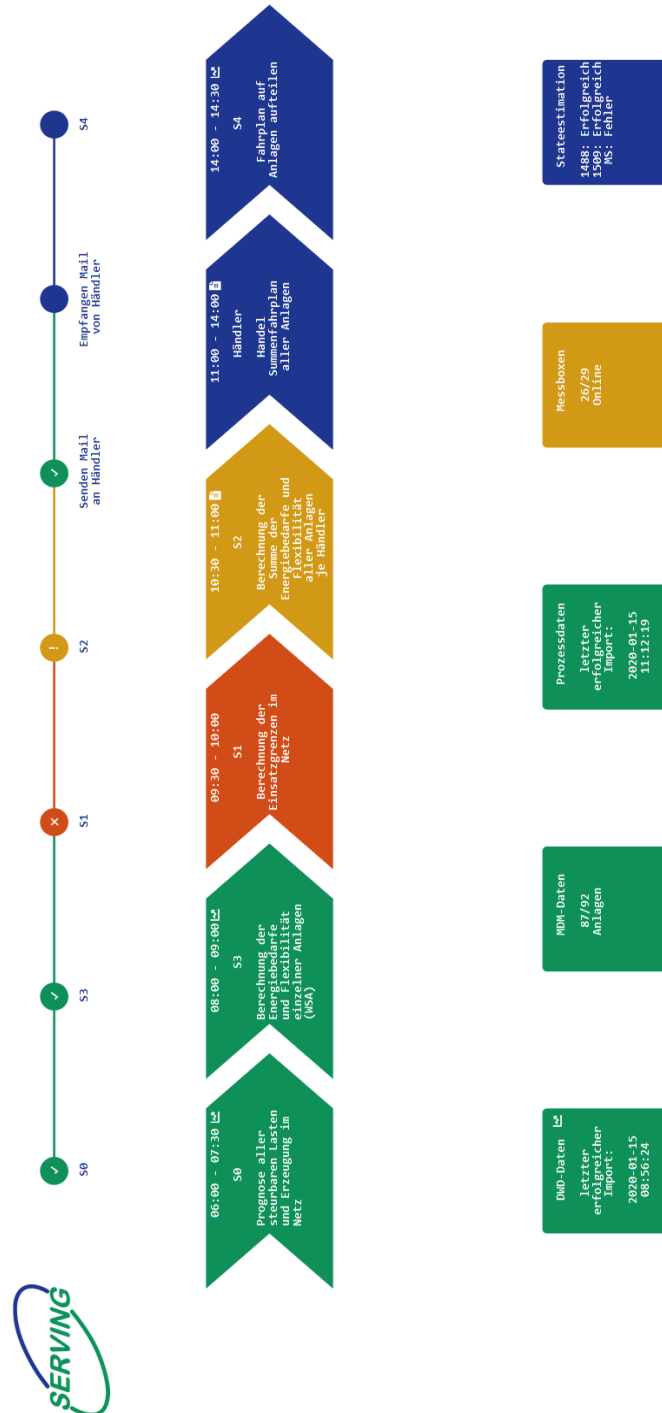 SERVING
S0
S3
S1
S2
Senden Mail
an Händler
Empfangen Mail
von Händler
S4
06:00 - 07:30
S0
Prognose aller
steurbaren Lasten
und Erzeugung im
Netz
08:00 - 09:00
S3
Berechnung der
Energiebedarfe
und Flexibilität
einzelner Anlagen
(WSA)
09:30 - 10:00
S1
Berechnung der
Einsatzgrenzen im
Netz
10:30 - 11:00
S2
Berechnung der
Summe der
Energiebedarfe und
Flexibilität
aller Anlagen
je Händler
11:00 - 14:00
Händler
Handel
Summenfahrplan
aller Anlagen
14:00 - 14:30
S4
Fahrplan auf
Anlagen aufteilen
DWD-Daten
letzter
erfolgreicher
Import:
2020-01-15
08:56:24
MDM-Daten
87/92
Anlagen
Prozessdaten
letzter
erfolgreicher
Import:
2020-01-15
11:12:19
Messboxen
26/29
Online
Stateestimation
1488: Erfolgreich
1509: Erfolgreich
MS: Fehler